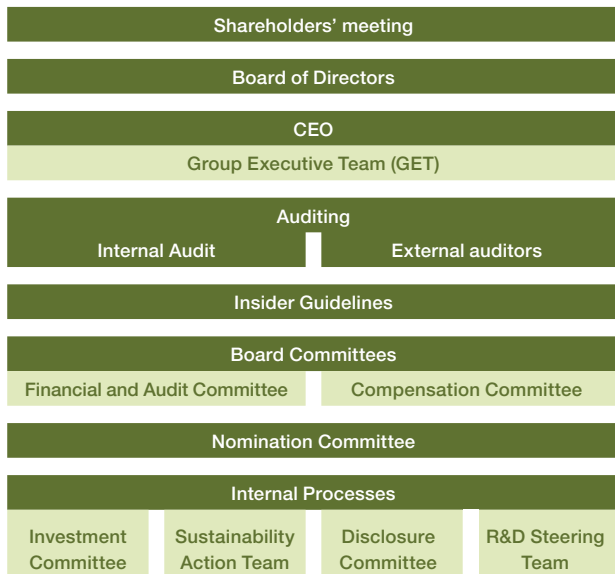 Shareholders’ meeting
Board of Directors
CEO
Group Executive Team (GET)
Auditing
Internal Audit
External auditors
Insider Guidelines
Board Committees
Financial and Audit Committee
Compensation Committee
Nomination Committee
Internal Processes
Investment
Committee
Sustainability
Action Team
Disclosure
Committee
R&D Steering
Team